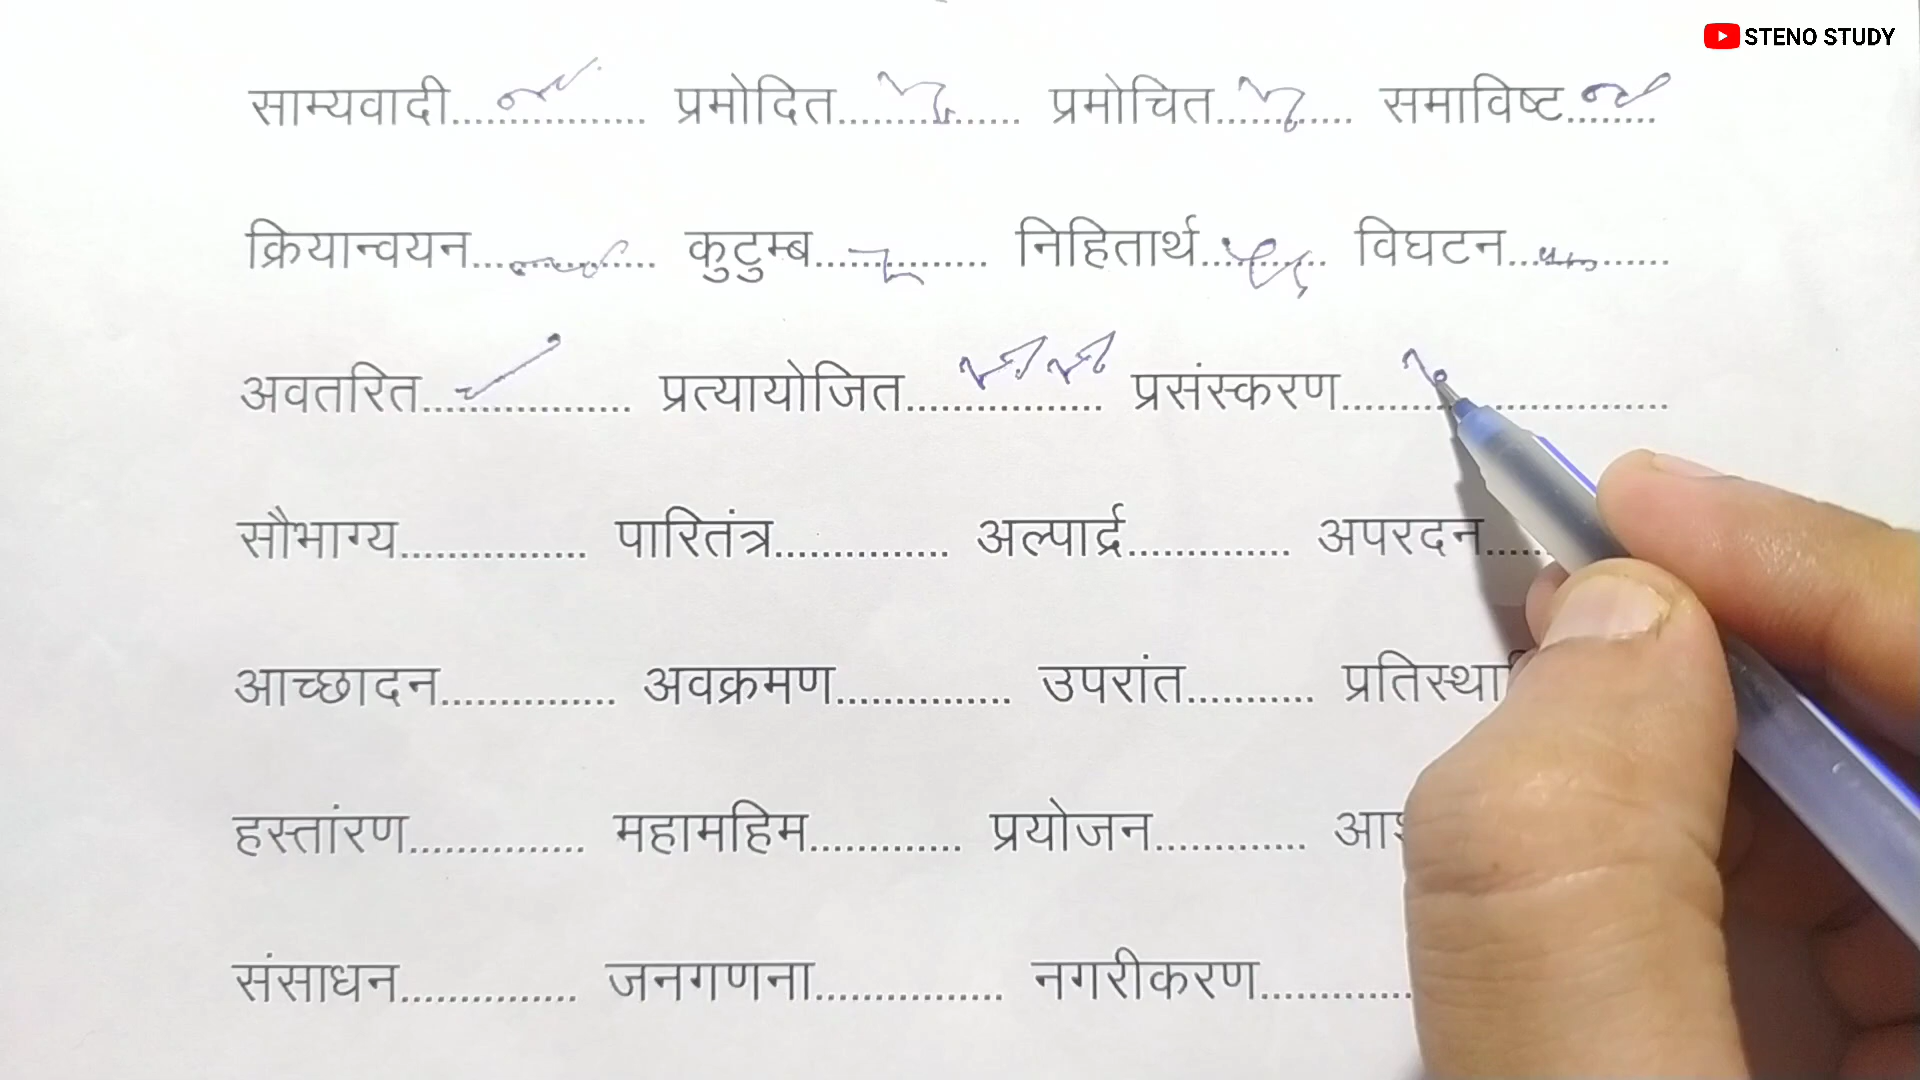 STENO STUDY
साम्यवादी................. प्रमोदित................ प्रमोचित............ समाविष्ट........
क्रियान्वयन................ कुटुम्ब............... निहितार्थ........... विघटन..............
अवतरित.................. प्रत्यायोजित................. प्रसंस्करण............................
सौभाग्य................ पारितंत्र.............. अल्पार्द्र............. अपरदन......
आच्छादन............... अवक्रमण............... उपरांत...........
हस्तांरण............... महामहिम............. प्रयोजन.............
संसाधन............... जनगणना................ नगरीकरण.............